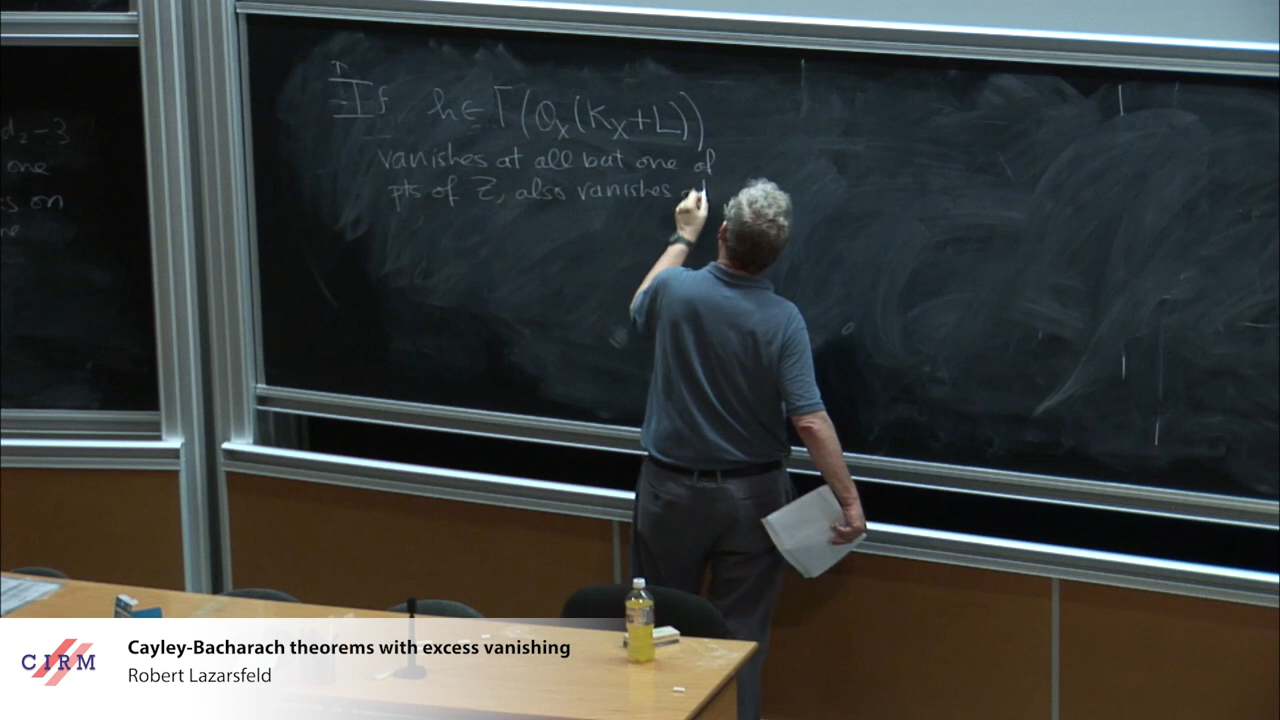 d₂-3
one
on
If h ∈ Γ(O_X(K_X+L))
vanishes at all but one of
pts of Z, also vanishes
CIRM
Cayley-Bacharach theorems with excess vanishing
Robert Lazarsfeld